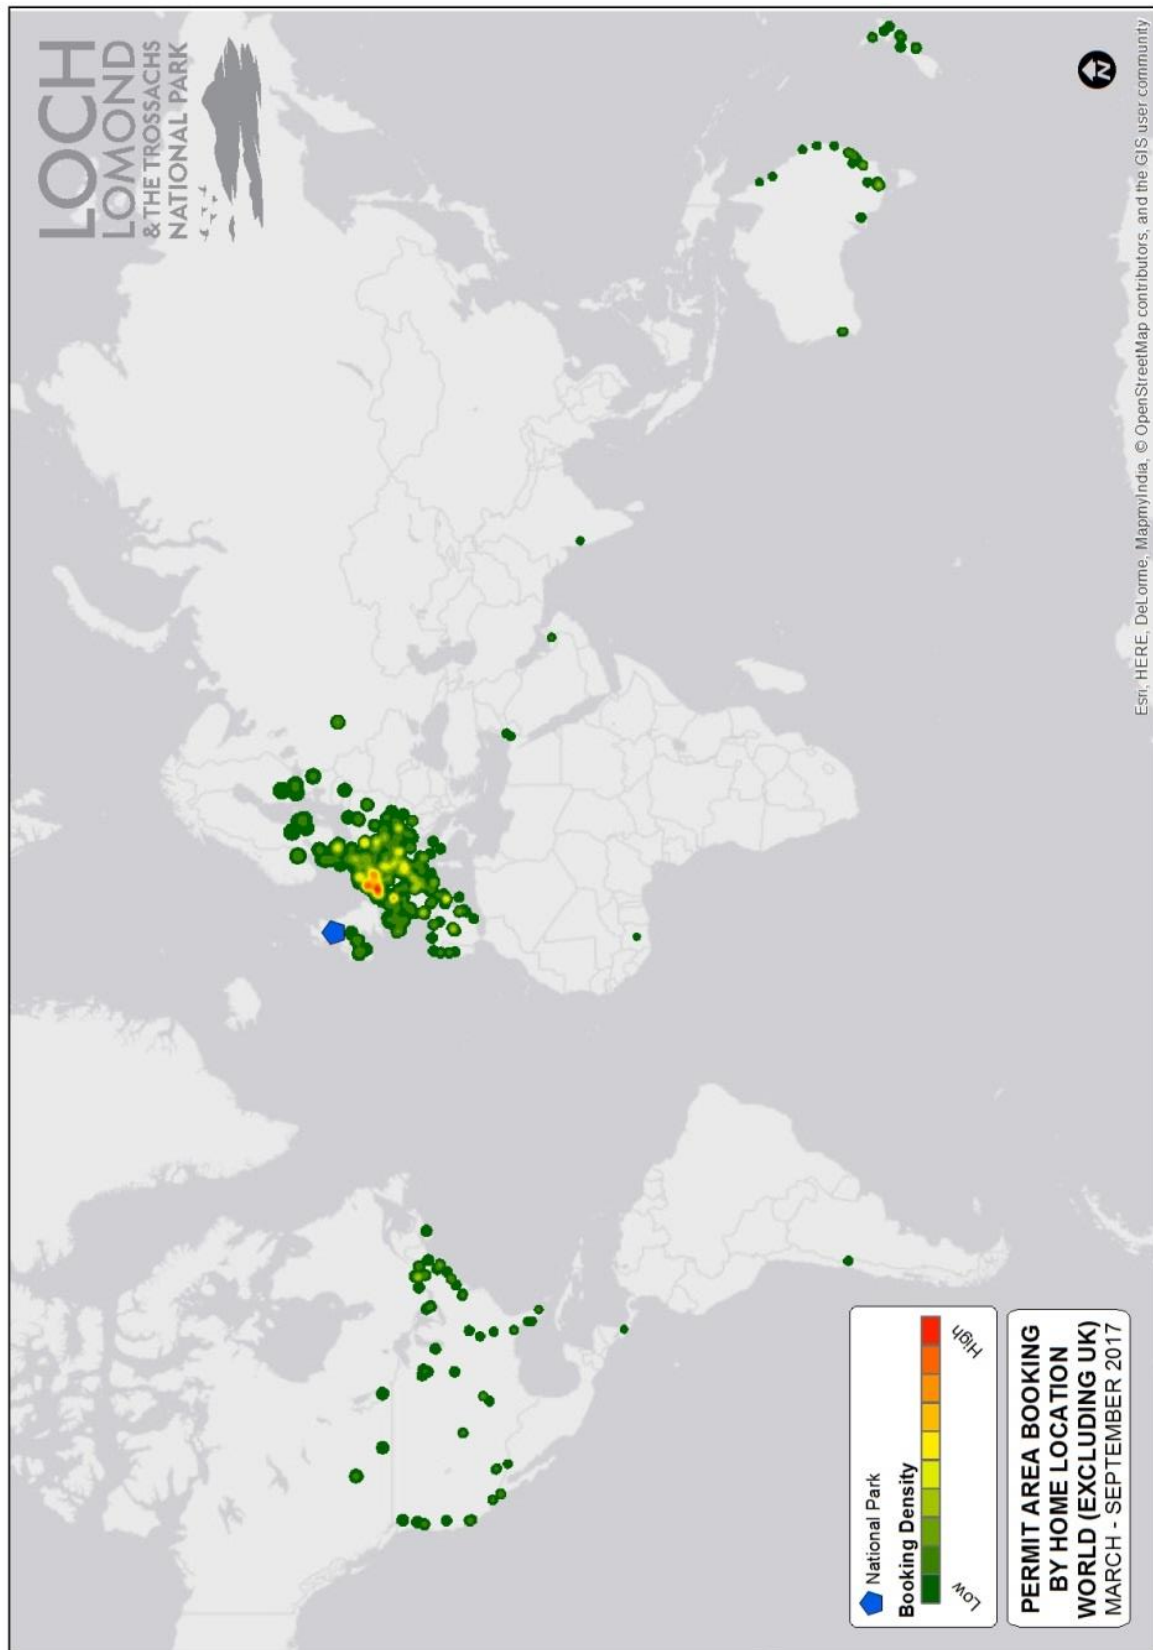 LOCH
LOMOND
& THE TROSSACHS
NATIONAL PARK
N
National Park
Booking Density
Low
High
PERMIT AREA BOOKING
BY HOME LOCATION
WORLD (EXCLUDING UK)
MARCH - SEPTEMBER 2017
Esri, HERE, DeLorme, MapmyIndia, © OpenStreetMap contributors, and the GIS user community